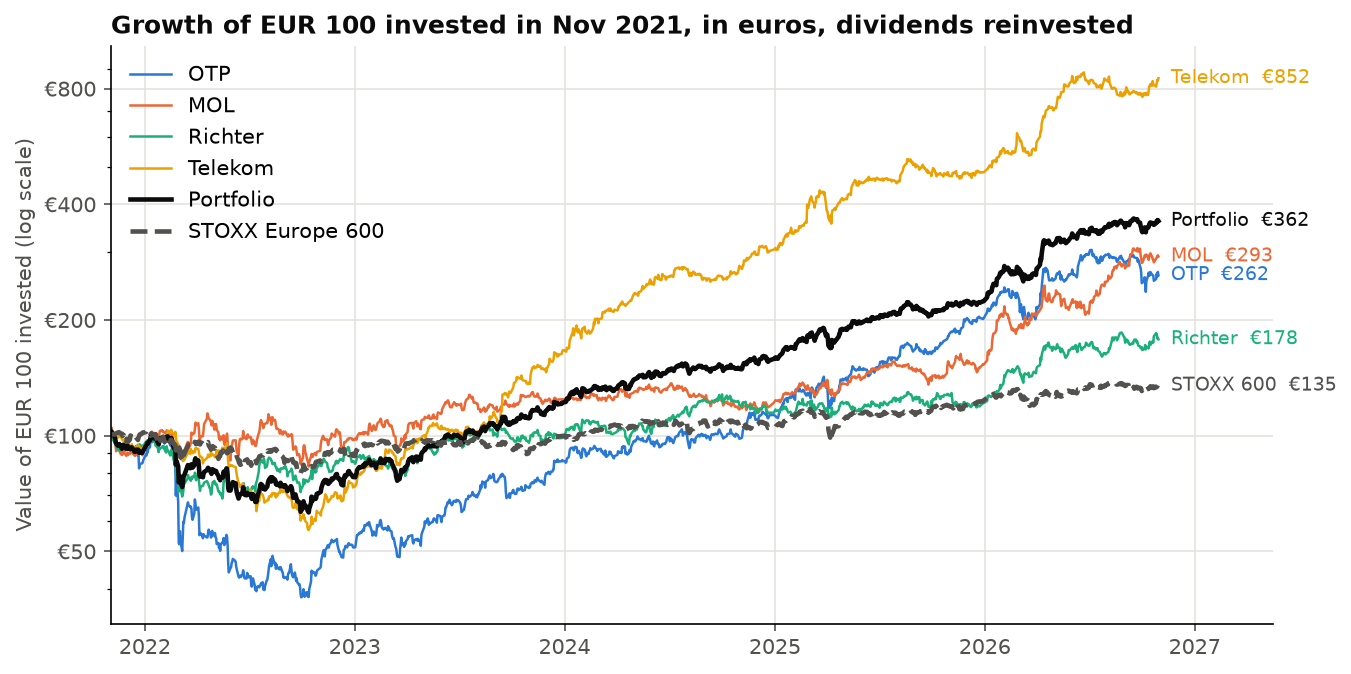 Growth of EUR 100 invested in Nov 2021, in euros, dividends reinvested
Value of EUR 100 invested (log scale)
€800
€400
€200
€100
€50
OTP
MOL
Richter
Telekom
Portfolio
STOXX Europe 600
Telekom €852
Portfolio €362
MOL €293
OTP €262
Richter €178
STOXX 600 €135
2022 2023 2024 2025 2026 2027